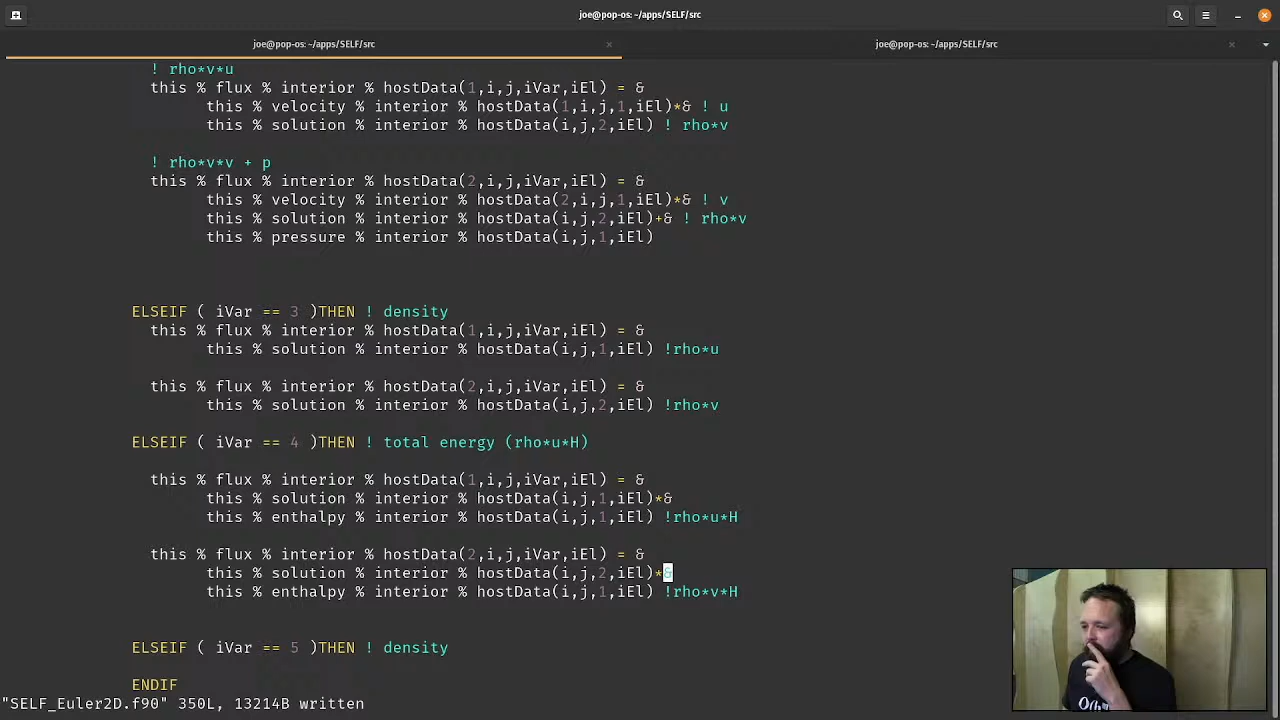 joe@pop-os: ~/apps/SELF/src
joe@pop-os: ~/apps/SELF/src × joe@pop-os: ~/apps/SELF/src ×
! rho*v*u
this % flux % interior % hostData(1,i,j,iVar,iEl) = &
this % velocity % interior % hostData(1,i,j,1,iEl)*& ! u
this % solution % interior % hostData(i,j,2,iEl) ! rho*v
! rho*v*v + p
this % flux % interior % hostData(2,i,j,iVar,iEl) = &
this % velocity % interior % hostData(2,i,j,1,iEl)*& ! v
this % solution % interior % hostData(i,j,2,iEl)+& ! rho*v
this % pressure % interior % hostData(i,j,1,iEl)
ELSEIF ( iVar == 3 )THEN ! density
this % flux % interior % hostData(1,i,j,iVar,iEl) = &
this % solution % interior % hostData(i,j,1,iEl) !rho*u
this % flux % interior % hostData(2,i,j,iVar,iEl) = &
this % solution % interior % hostData(i,j,2,iEl) !rho*v
ELSEIF ( iVar == 4 )THEN ! total energy (rho*u*H)
this % flux % interior % hostData(1,i,j,iVar,iEl) = &
this % solution % interior % hostData(i,j,1,iEl)*&
this % enthalpy % interior % hostData(i,j,1,iEl) !rho*u*H
this % flux % interior % hostData(2,i,j,iVar,iEl) = &
this % solution % interior % hostData(i,j,2,iEl)*&
this % enthalpy % interior % hostData(i,j,1,iEl) !rho*v*H
ELSEIF ( iVar == 5 )THEN ! density
ENDIF
"SELF_Euler2D.f90" 350L, 13214B written